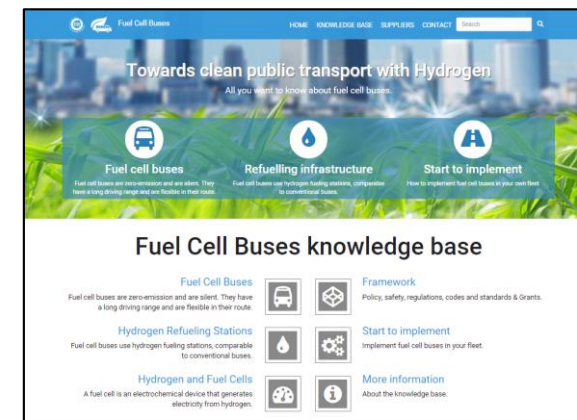 Fuel Cell Buses
HOME KNOWLEDGE BASE SUPPLIERS CONTACT Search
Towards clean public transport with Hydrogen
All you want to know about fuel cell buses.
Fuel cell buses
Fuel cell buses are zero-emission and are silent. They
have a long driving range and are flexible in their route.
Refuelling infrastructure
Fuel cell buses use hydrogen fueling stations, comparable
to conventional buses.
Start to implement
How to implement fuel cell buses in your own fleet
Fuel Cell Buses knowledge base
Fuel Cell Buses
Fuel cell buses are zero-emission and are silent. They have
a long driving range and are flexible in their route.
Framework
Policy, safety, regulations, codes and standards & Grants.
Hydrogen Refueling Stations
Fuel cell buses use hydrogen fueling stations, comparable
to conventional buses.
Start to implement
Implement fuel cell buses in your fleet.
Hydrogen and Fuel Cells
A fuel cell is an electrochemical device that generates
electricity from hydrogen.
More information
About the knowledge base.